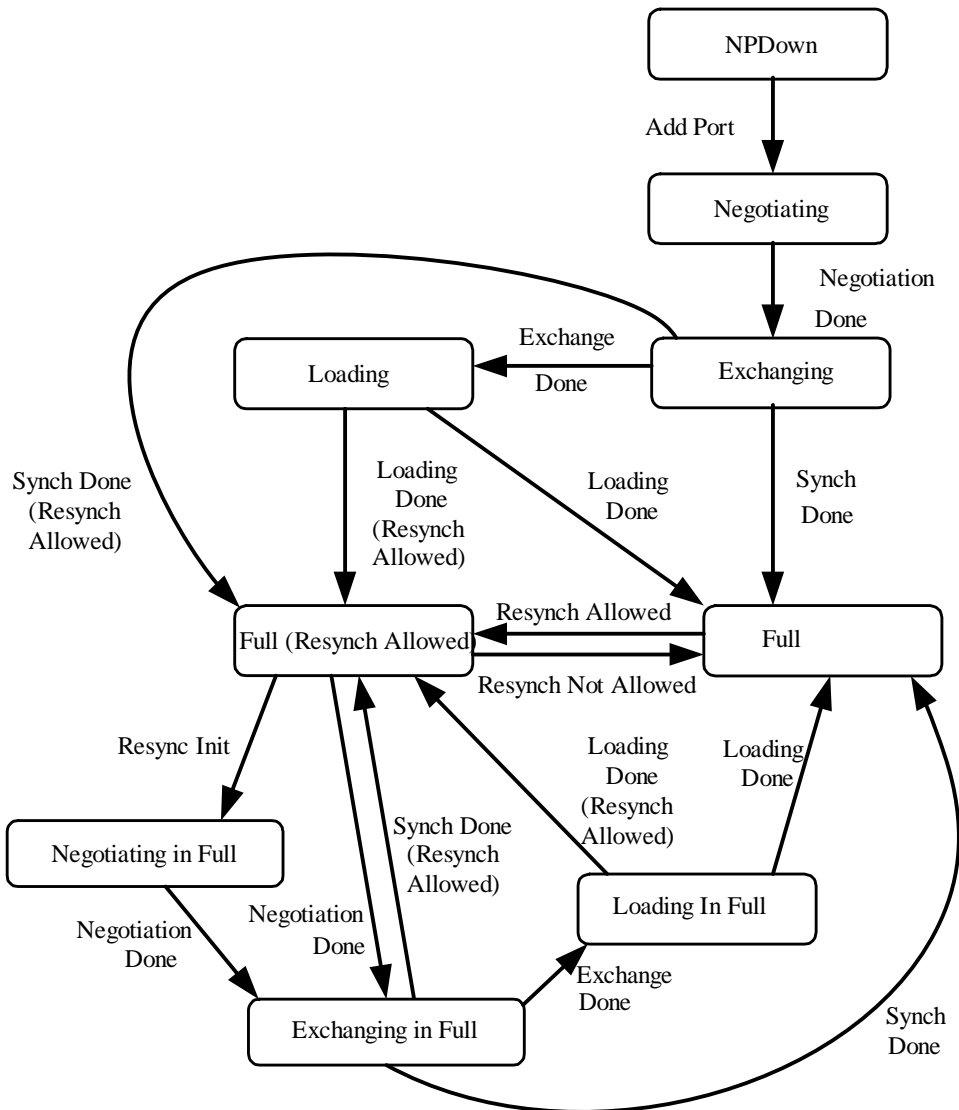 NPDown
Add Port
Negotiating
Negotiation
Done
Exchange
Done
Exchanging
Loading
Synch Done
(Resynch
Allowed)
Loading
Done
(Resynch
Allowed)
Loading
Done
Synch
Done
Full (Resynch Allowed)
Resynch Allowed
Resynch Not Allowed
Full
Resync Init
Negotiating in Full
Synch Done
(Resynch
Allowed)
Loading
Done
(Resynch
Allowed)
Loading
Done
Loading In Full
Negotiation
Done
Negotiation
Done
Exchange
Done
Exchanging in Full
Synch
Done